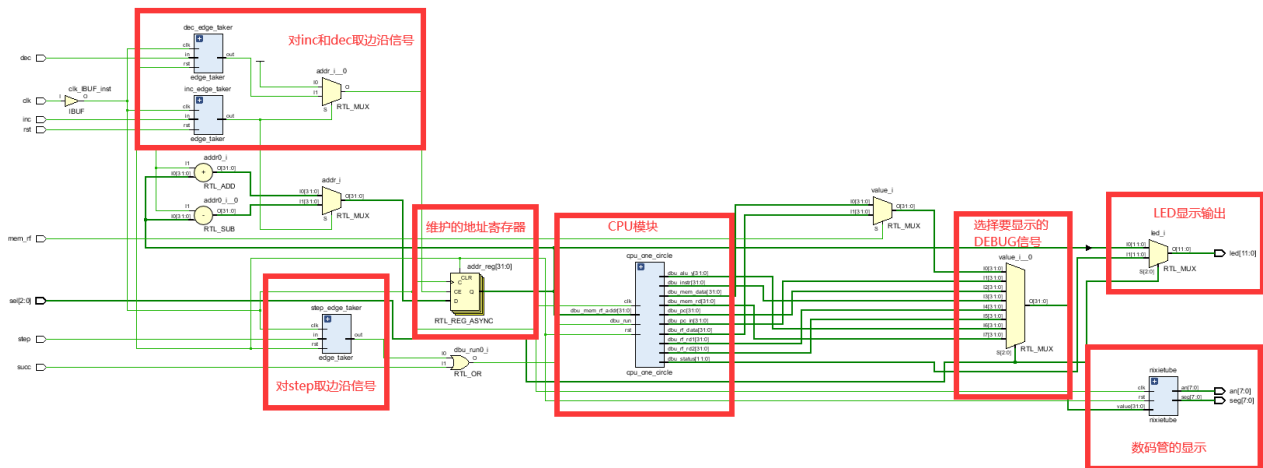 dec_edge_taker
clk
in
rst
out
edge_taker
对inc和dec取边沿信号
addr_i__0
I0
I1
O
S
RTL_MUX
dec
clk_IBUF_inst
clk
I
O
IBUF
inc_edge_taker
clk
in
rst
out
edge_taker
inc
rst
addr0_i
I1
I0[31:0]
O[31:0]
RTL_ADD
addr0_i__0
I1
I0[31:0]
O[31:0]
RTL_SUB
addr_i
I0[31:0]
I1[31:0]
O[31:0]
S
RTL_MUX
mem_rf
sel[2:0]
step
succ
维护的地址寄存器
addr_reg[31:0]
CLR
C
CE
D
Q
RTL_REG_ASYNC
step_edge_taker
clk
in
rst
out
edge_taker
对step取边沿信号
dbu_run0_i
I0
I1
O
RTL_OR
CPU模块
cpu_one_circle
clk
dbu_mem_rf_addr[31:0]
dbu_run
rst
dbu_alu_y[31:0]
dbu_instr[31:0]
dbu_mem_data[31:0]
dbu_mem_rd[31:0]
dbu_pc[31:0]
dbu_pc_in[31:0]
dbu_rf_data[31:0]
dbu_rf_rd1[31:0]
dbu_rf_rd2[31:0]
dbu_status[11:0]
cpu_one_circle
value_i
I0[31:0]
I1[31:0]
O[31:0]
S
RTL_MUX
选择要显示的
DEBUG信号
value_i__0
I0[31:0]
I1[31:0]
I2[31:0]
I3[31:0]
I4[31:0]
I5[31:0]
I6[31:0]
I7[31:0]
O[31:0]
S[2:0]
RTL_MUX
LED显示输出
led_i
I0[11:0]
I1[11:0]
O[11:0]
S[2:0]
RTL_MUX
led[11:0]
nixietube
clk
rst
value[31:0]
an[7:0]
seg[7:0]
nixietube
an[7:0]
seg[7:0]
数码管的显示